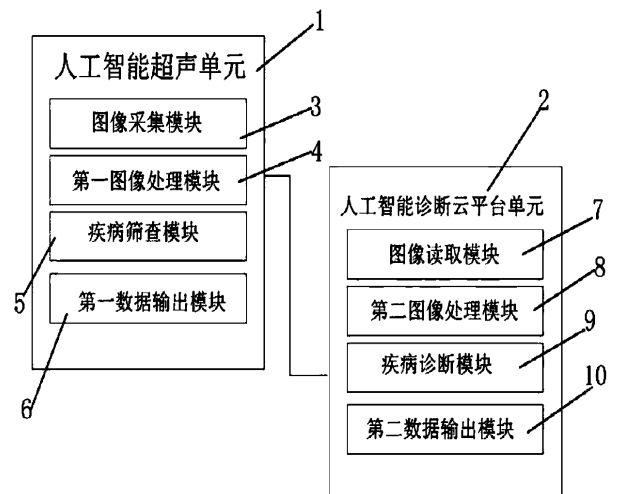 1
人工智能超声单元
图像采集模块
3
第一图像处理模块
4
疾病筛查模块
5
第一数据输出模块
6
2
人工智能诊断云平台单元
图像读取模块
7
第二图像处理模块
8
疾病诊断模块
9
第二数据输出模块
10